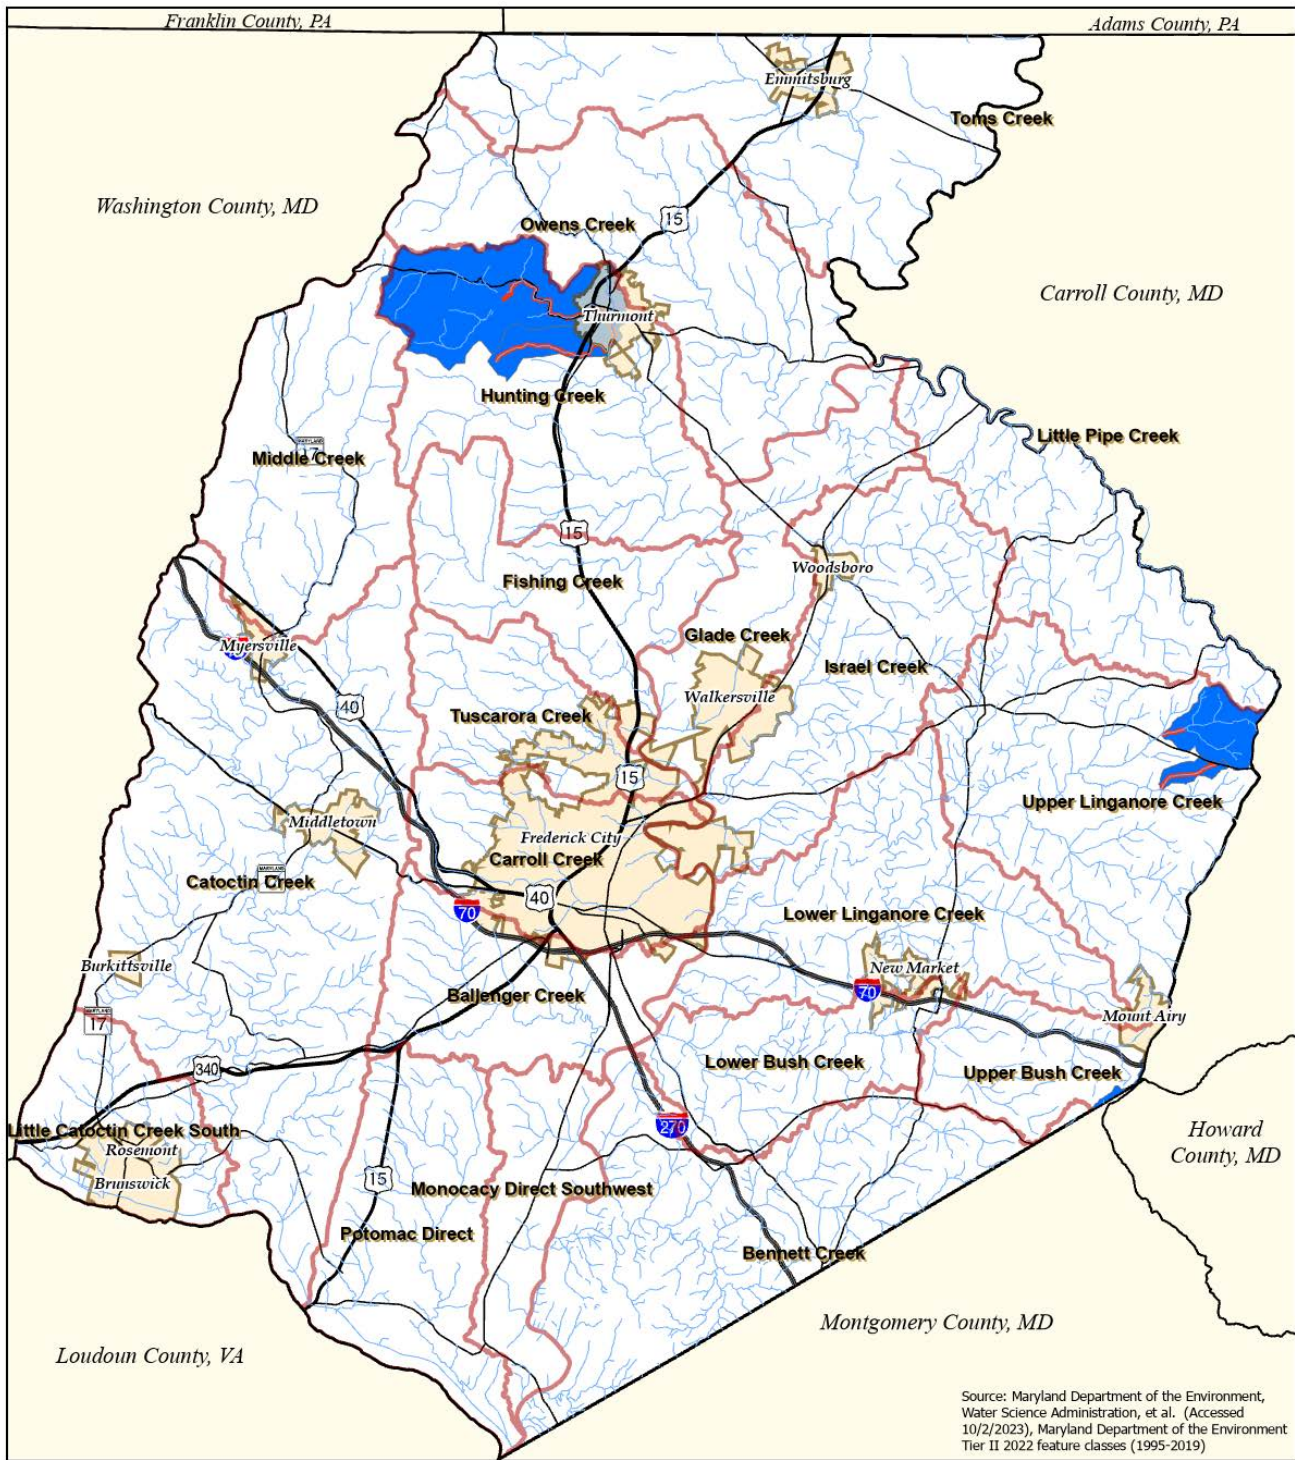 Franklin County, PA
Adams County, PA
Emmitsburg
Toms Creek
Washington County, MD
15
Owens Creek
Carroll County, MD
Thurmont
Hunting Creek
Little Pipe Creek
MARYLAND
17
Middle Creek
15
Woodsboro
Fishing Creek
Glade Creek
Myersville
Israel Creek
Walkersville
40
Tuscarora Creek
15
Upper Linganore Creek
Middletown
Frederick City
Carroll Creek
MARYLAND
Catoctin Creek
40
70
Lower Linganore Creek
Burkittsville
New Market
70
Ballenger Creek
MARYLAND
17
Mount Airy
Lower Bush Creek
340
Upper Bush Creek
270
Little Catoctin Creek South
Rosemont
Howard
County, MD
Brunswick
15
Monocacy Direct Southwest
Potomac Direct
Bennett Creek
Montgomery County, MD
Loudoun County, VA
Source: Maryland Department of the Environment,
Water Science Administration, et al. (Accessed
10/2/2023), Maryland Department of the Environment
Tier II 2022 feature classes (1995-2019)